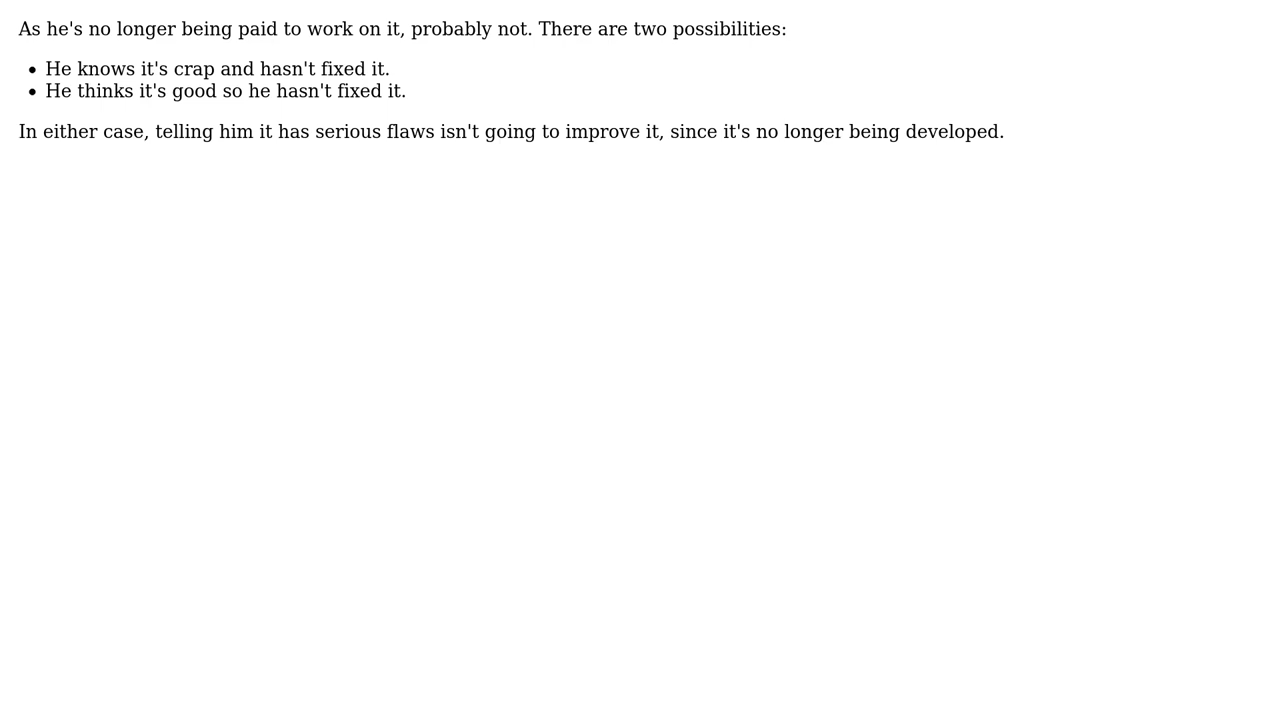 As he's no longer being paid to work on it, probably not. There are two possibilities:
• He knows it's crap and hasn't fixed it.
• He thinks it's good so he hasn't fixed it.
In either case, telling him it has serious flaws isn't going to improve it, since it's no longer being developed.